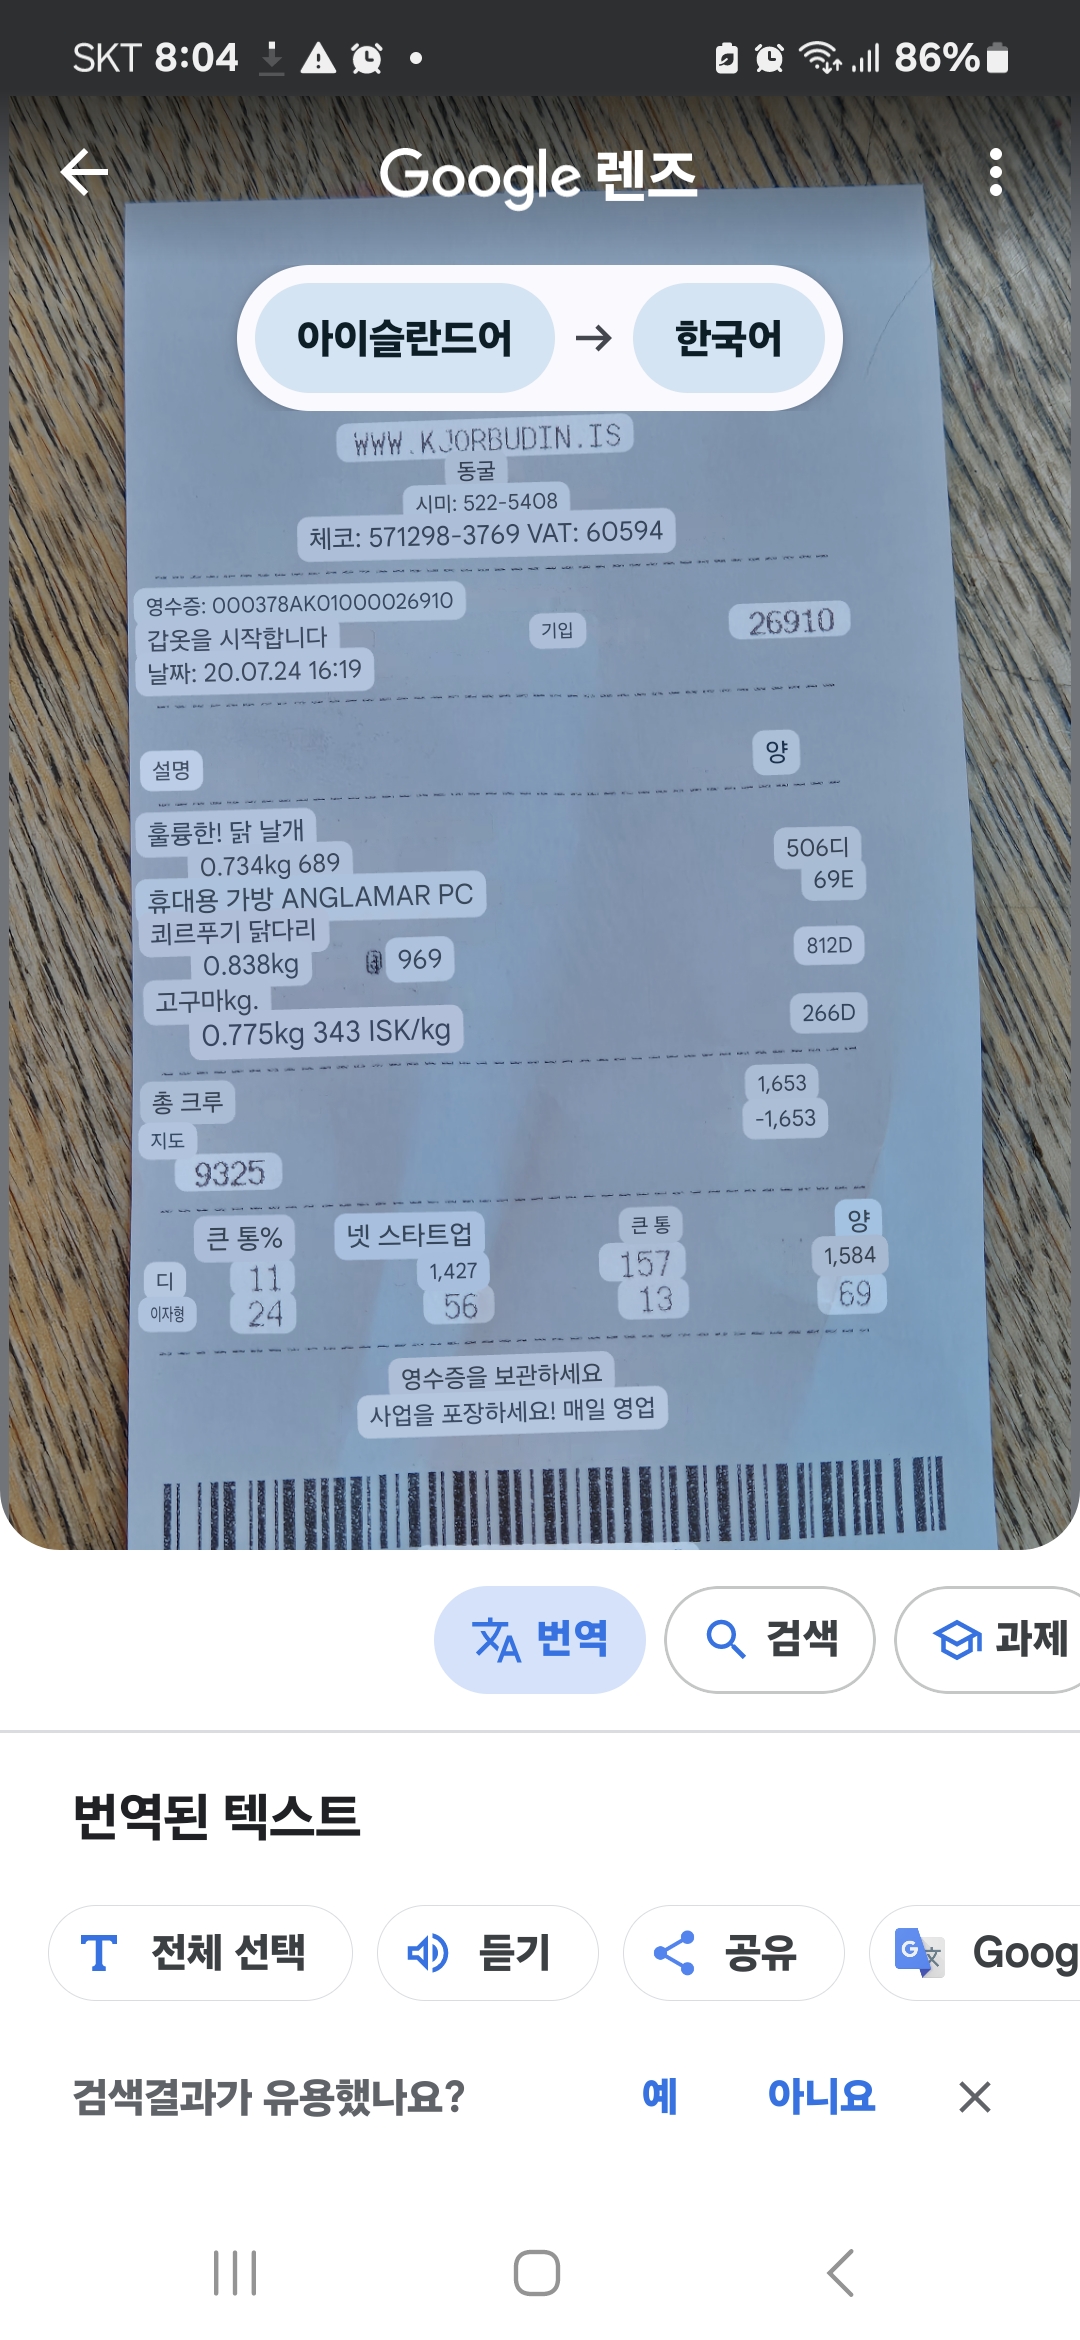 SKT 8:04 86%
Google 렌즈
아이슬란드어 → 한국어
WWW.KJORBUDIN.IS
동굴
시미: 522-5408
체코: 571298-3769 VAT: 60594
영수증: 000378AK01000026910
갑옷을 시작합니다 기입 26910
날짜: 20.07.24 16:19
설명 양
훌륭한! 닭 날개
0.734kg 689 506디
휴대용 가방 ANGLAMAR PC 69E
쾨르푸기 닭다리
0.838kg @ 969 812D
고구마kg.
0.775kg 343 ISK/kg 266D
총 크루 1,653
지도 -1,653
9325
큰 통% 넷 스타트업 큰 통 양
디 11 1,427 157 1,584
이자형 24 56 13 69
영수증을 보관하세요
사업을 포장하세요! 매일 영업
번역 검색 과제
번역된 텍스트
전체 선택 듣기 공유 Goog
검색결과가 유용했나요? 예 아니요